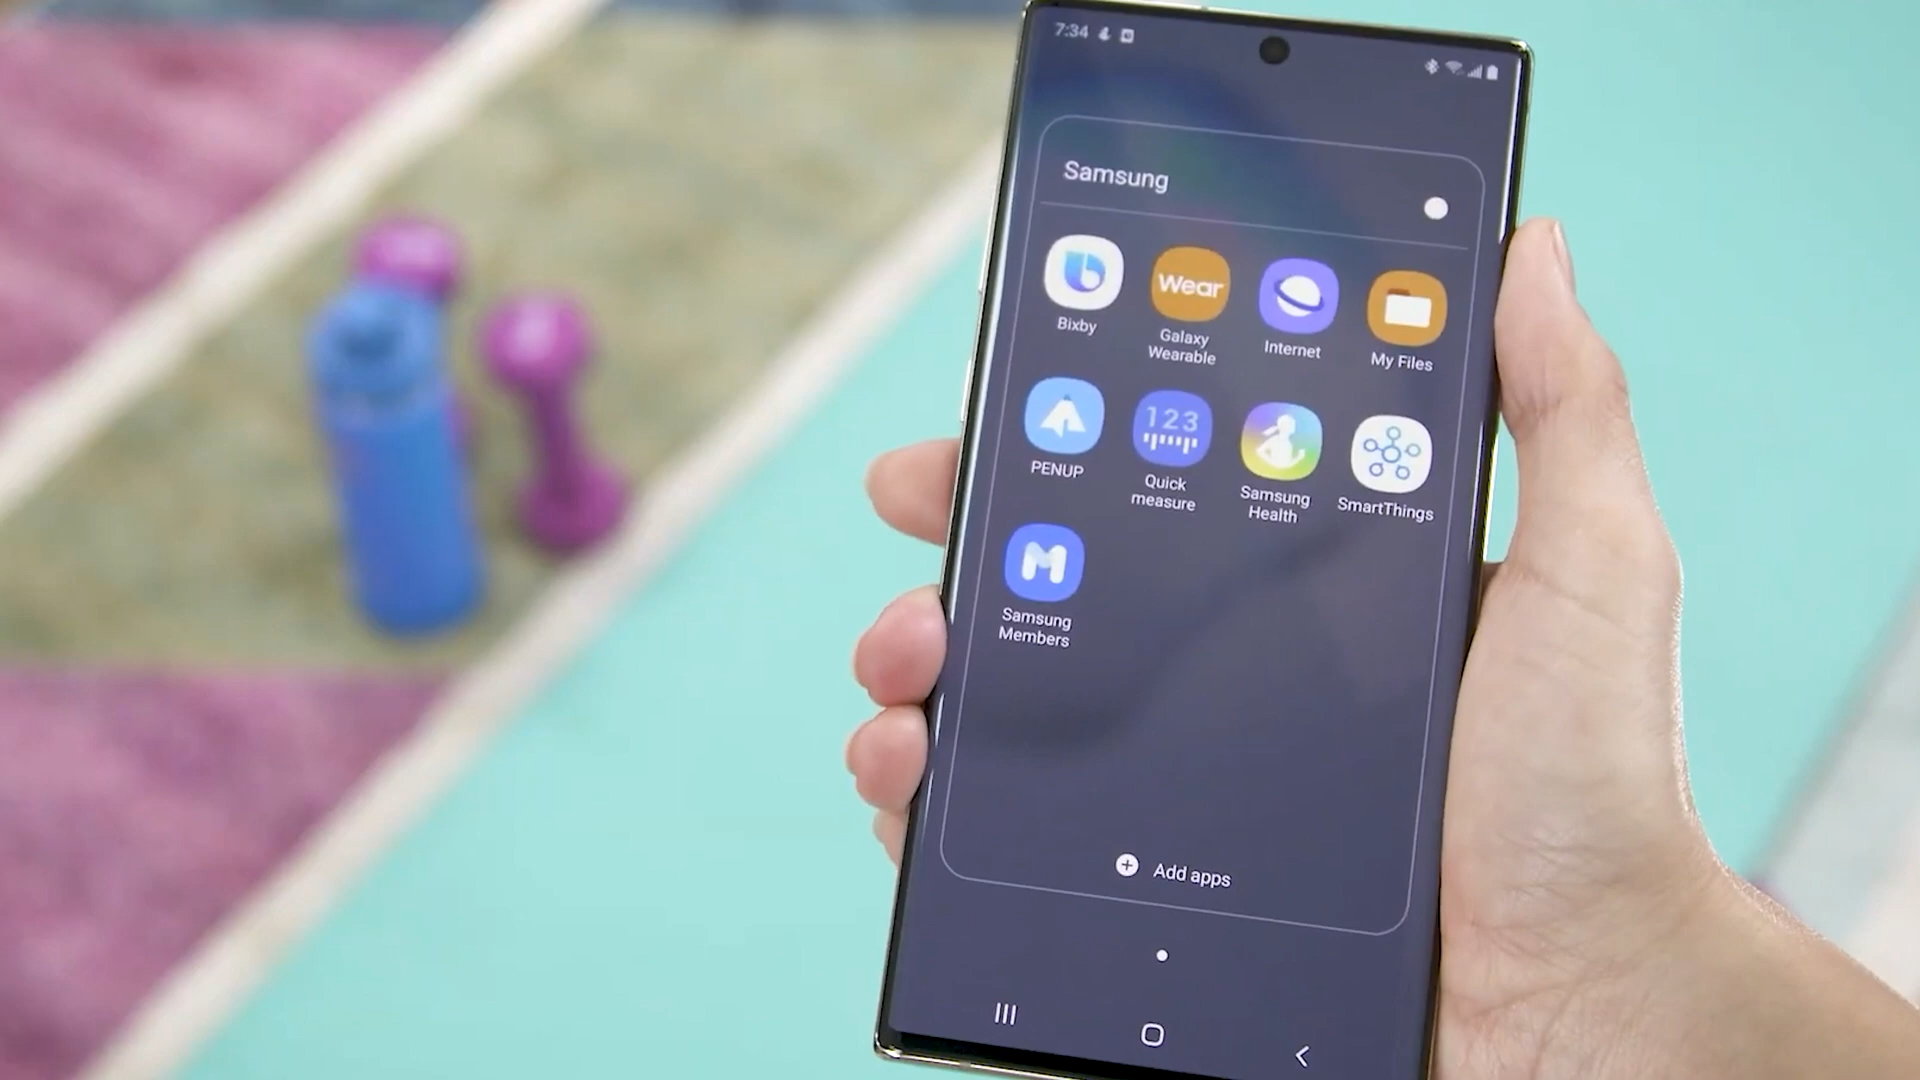 7:34
Samsung
Bixby
Wear
Galaxy
Wearable
Internet
My Files
PENUP
123
Quick
measure
Samsung
Health
SmartThings
M
Samsung
Members
Add apps